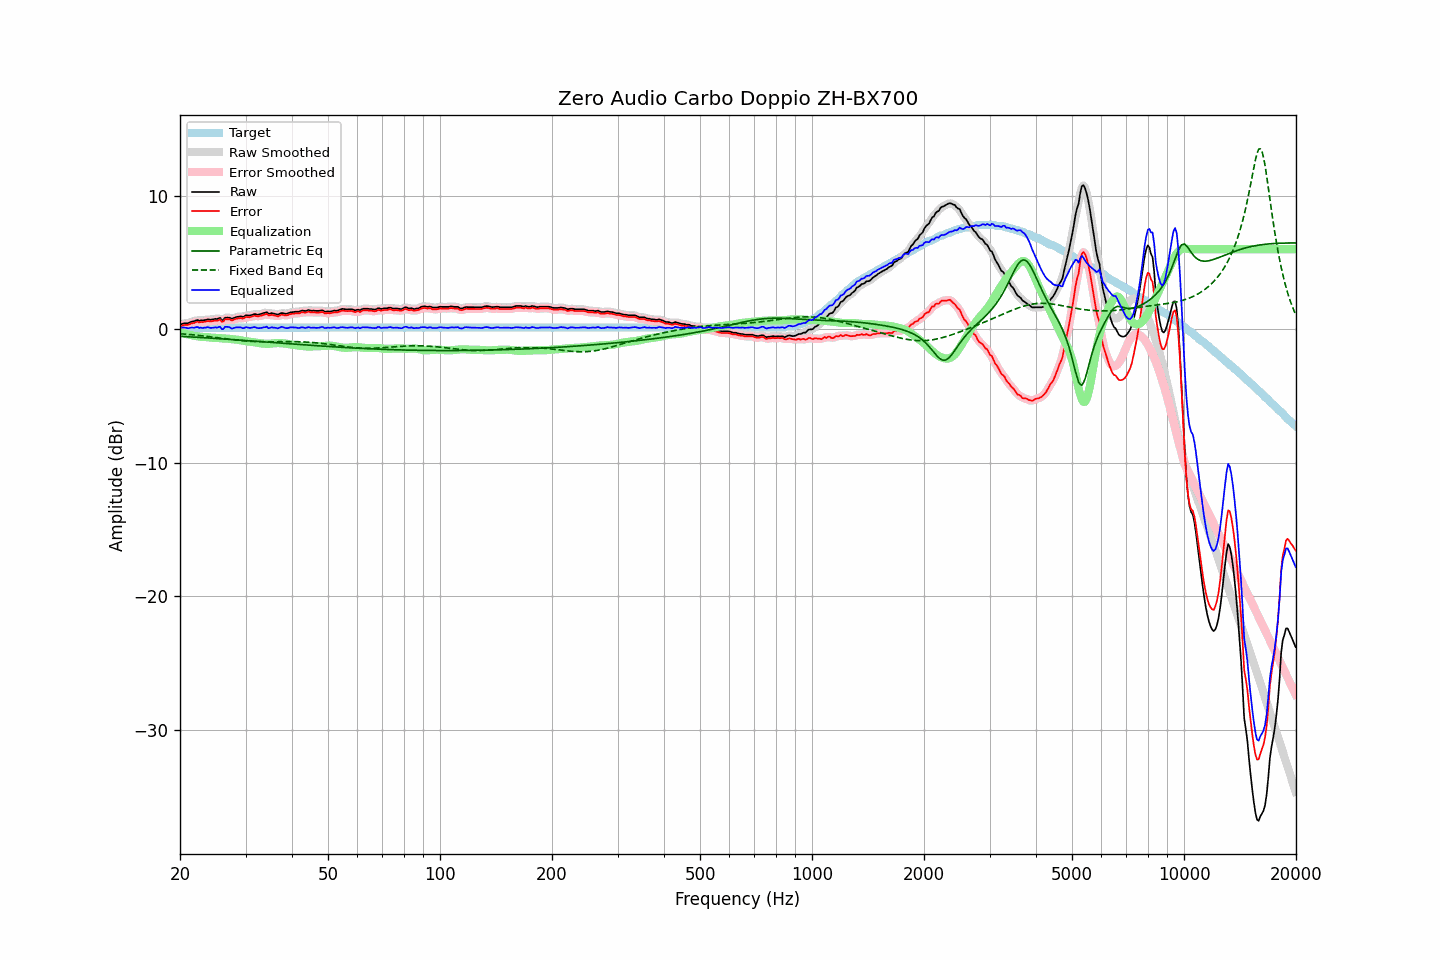 Zero Audio Carbo Doppio ZH-BX700
Target
Raw Smoothed
Error Smoothed
Raw
Error
Equalization
Parametric Eq
Fixed Band Eq
Equalized
Amplitude (dBr)
10
0
−10
−20
−30
20
50
100
200
500
1000
2000
5000
10000
20000
Frequency (Hz)